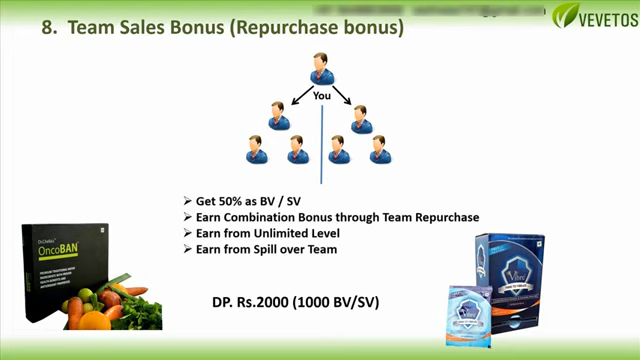 8. Team Sales Bonus (Repurchase bonus)
VEVETOS
You
Get 50% as BV / SV
Earn Combination Bonus through Team Repurchase
Earn from Unlimited Level
Earn from Spill over Team
DP. Rs.2000 (1000 BV/SV)
OncoBAN
Vibro